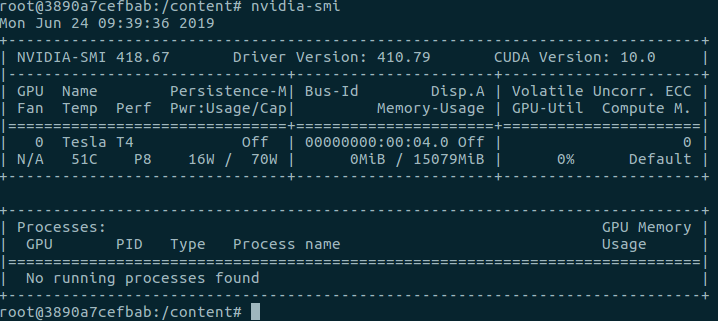 root@3890a7cefbab:/content# nvidia-smi
Mon Jun 24 09:39:36 2019
+-----------------------------------------------------------------------------+
| NVIDIA-SMI 418.67       Driver Version: 410.79       CUDA Version: 10.0     |
|-------------------------------+----------------------+----------------------+
| GPU  Name        Persistence-M| Bus-Id        Disp.A | Volatile Uncorr. ECC |
| Fan  Temp  Perf  Pwr:Usage/Cap|         Memory-Usage | GPU-Util  Compute M. |
|===============================+======================+======================|
|   0  Tesla T4            Off  | 00000000:00:04.0 Off |                    0 |
| N/A   51C    P8    16W /  70W |      0MiB / 15079MiB |      0%      Default |
+-------------------------------+----------------------+----------------------+

+-----------------------------------------------------------------------------+
| Processes:                                                       GPU Memory |
|  GPU       PID   Type   Process name                             Usage      |
|=============================================================================|
|  No running processes found                                                 |
+-----------------------------------------------------------------------------+
root@3890a7cefbab:/content#